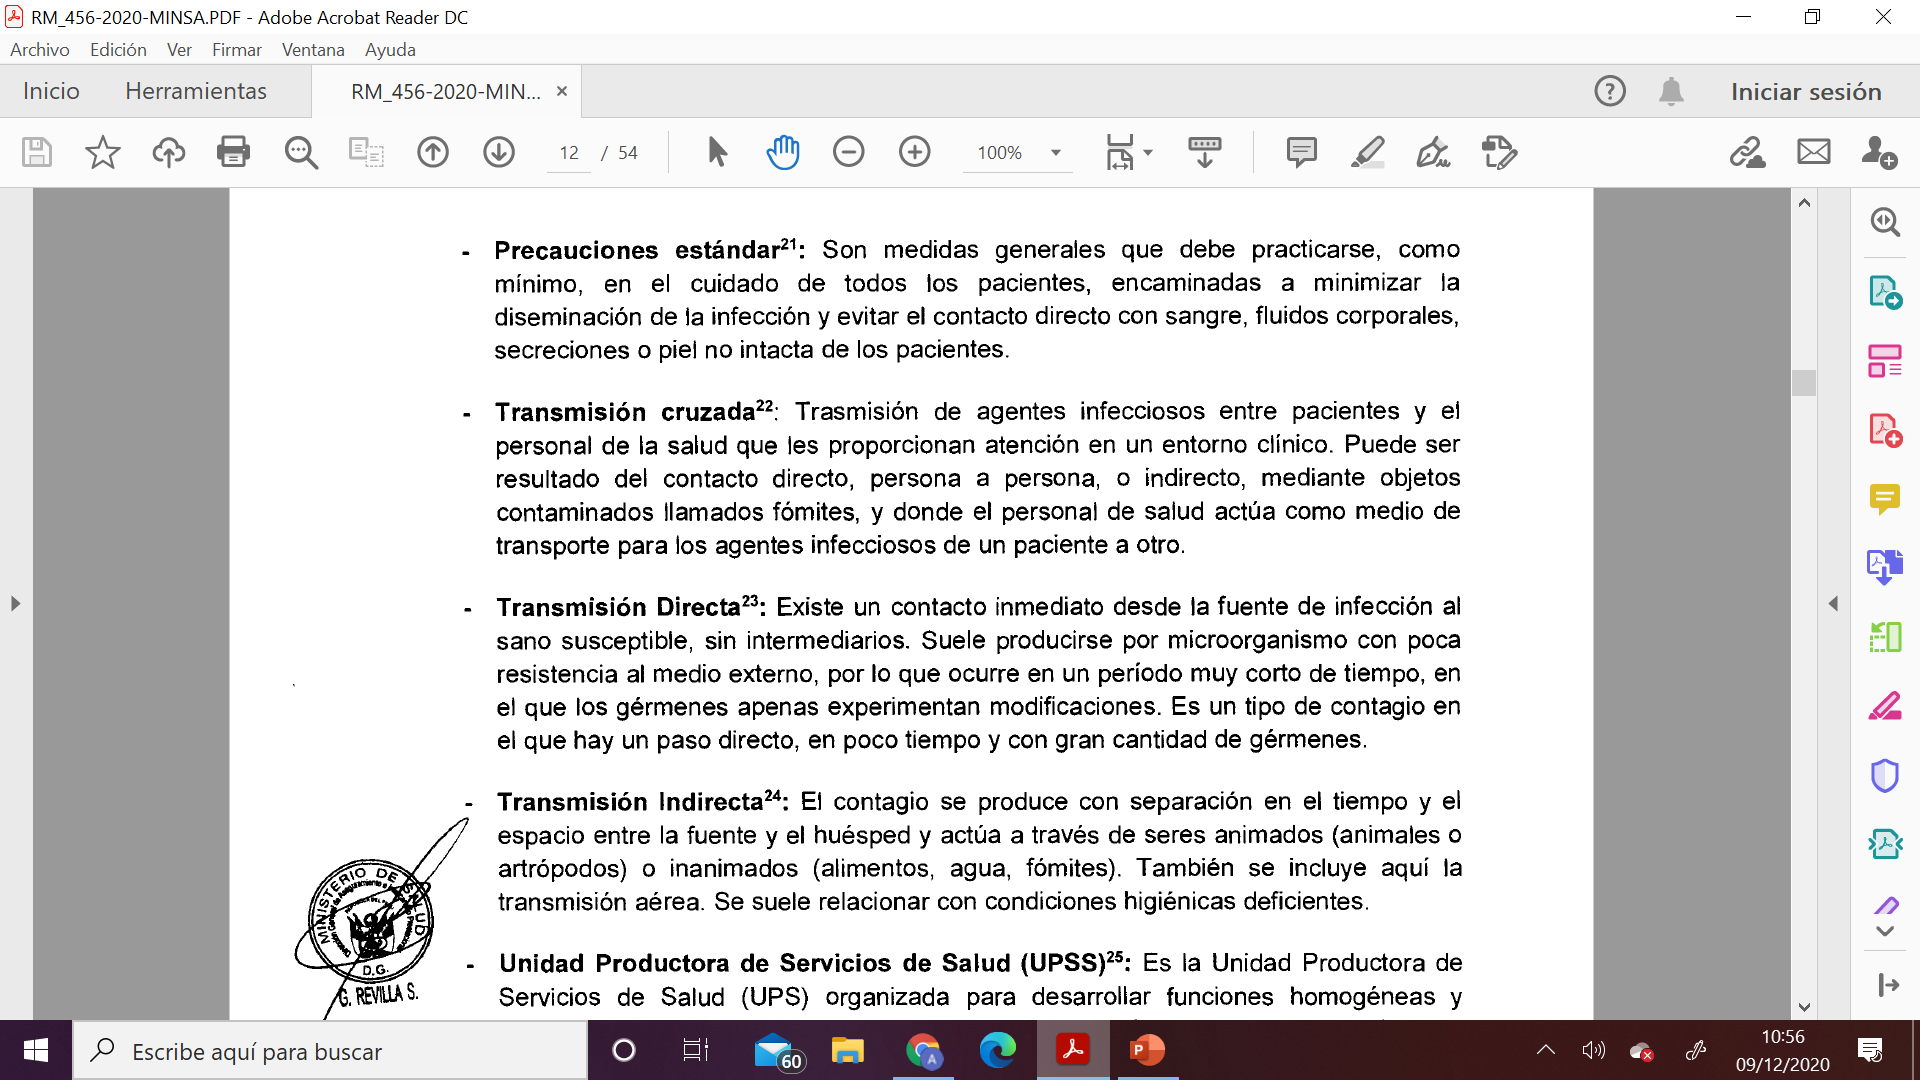 RM_456-2020-MINSA.PDF - Adobe Acrobat Reader DC
Archivo Edición Ver Firmar Ventana Ayuda
Inicio Herramientas RM_456-2020-MIN... × Iniciar sesión
12 / 54 100%
- Precauciones estándar21: Son medidas generales que debe practicarse, como
mínimo, en el cuidado de todos los pacientes, encaminadas a minimizar la
diseminación de la infección y evitar el contacto directo con sangre, fluidos corporales,
secreciones o piel no intacta de los pacientes.
- Transmisión cruzada22: Trasmisión de agentes infecciosos entre pacientes y el
personal de la salud que les proporcionan atención en un entorno clínico. Puede ser
resultado del contacto directo, persona a persona, o indirecto, mediante objetos
contaminados llamados fómites, y donde el personal de salud actúa como medio de
transporte para los agentes infecciosos de un paciente a otro.
- Transmisión Directa23: Existe un contacto inmediato desde la fuente de infección al
sano susceptible, sin intermediarios. Suele producirse por microorganismo con poca
resistencia al medio externo, por lo que ocurre en un período muy corto de tiempo, en
el que los gérmenes apenas experimentan modificaciones. Es un tipo de contagio en
el que hay un paso directo, en poco tiempo y con gran cantidad de gérmenes.
- Transmisión Indirecta24: El contagio se produce con separación en el tiempo y el
espacio entre la fuente y el huésped y actúa a través de seres animados (animales o
artrópodos) o inanimados (alimentos, agua, fómites). También se incluye aquí la
transmisión aérea. Se suele relacionar con condiciones higiénicas deficientes.
MINISTERIO DE SALUD
D.G.
G. REVILLA S.
- Unidad Productora de Servicios de Salud (UPSS)25: Es la Unidad Productora de
Servicios de Salud (UPS) organizada para desarrollar funciones homogéneas y
Escribe aquí para buscar
60
A
P
10:56
09/12/2020